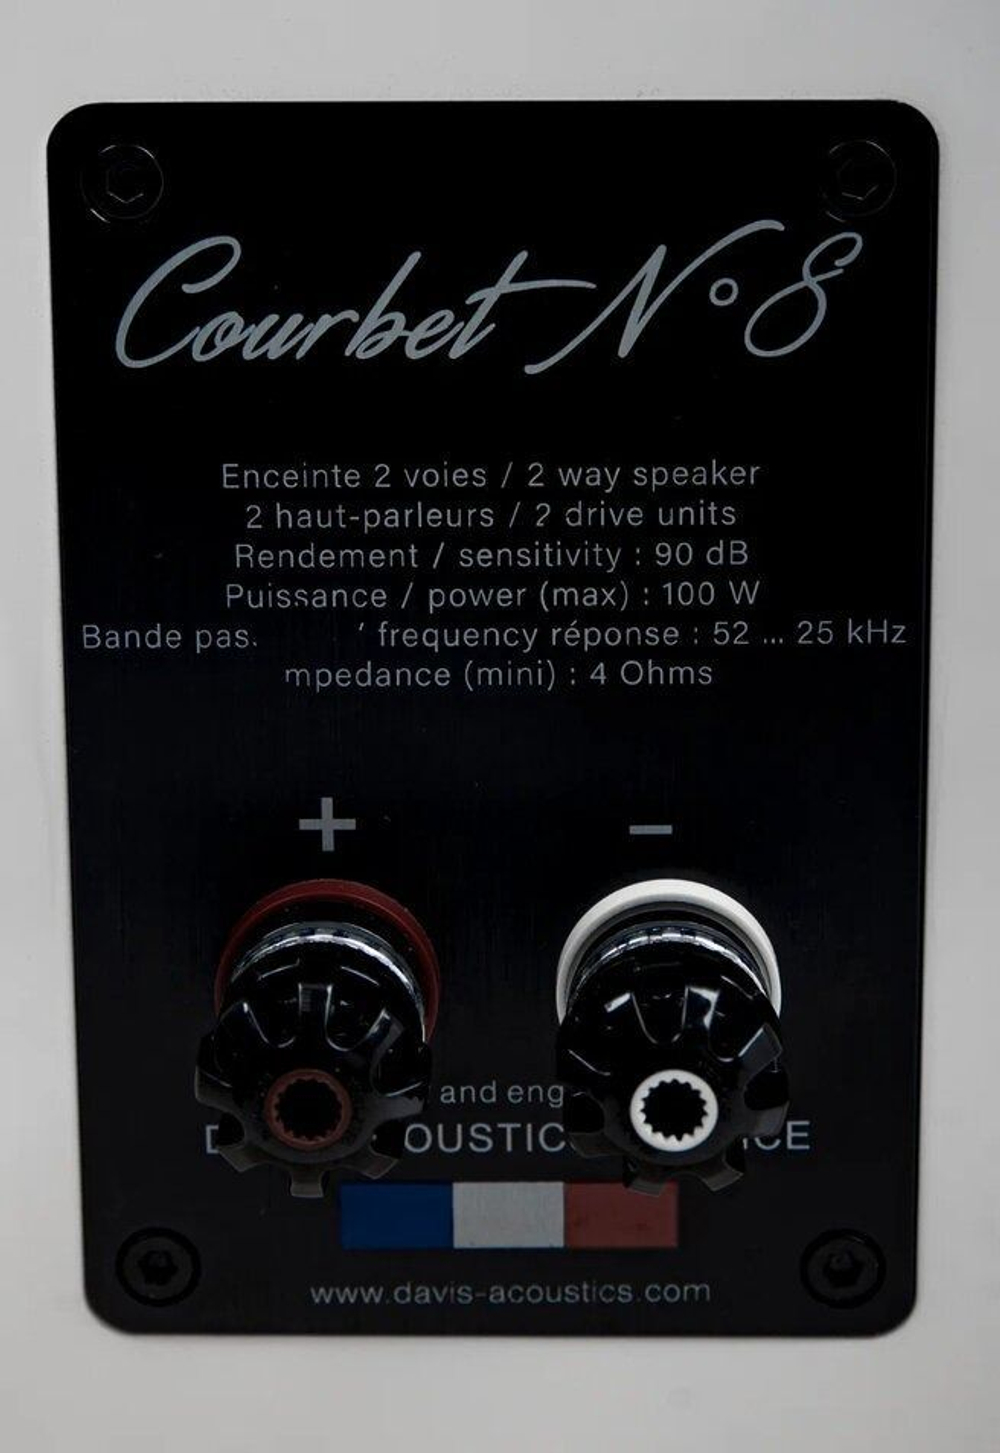 Courbet N°8
Enceinte 2 voies / 2 way speaker
2 haut-parleurs / 2 drive units
Rendement / sensitivity : 90 dB
Puissance / power (max) : 100 W
Bande pas. frequency réponse : 52 ... 25 kHz
mpedance (mini) : 4 Ohms
+ −
and eng
OUSTIC
www.davis-acoustics.com